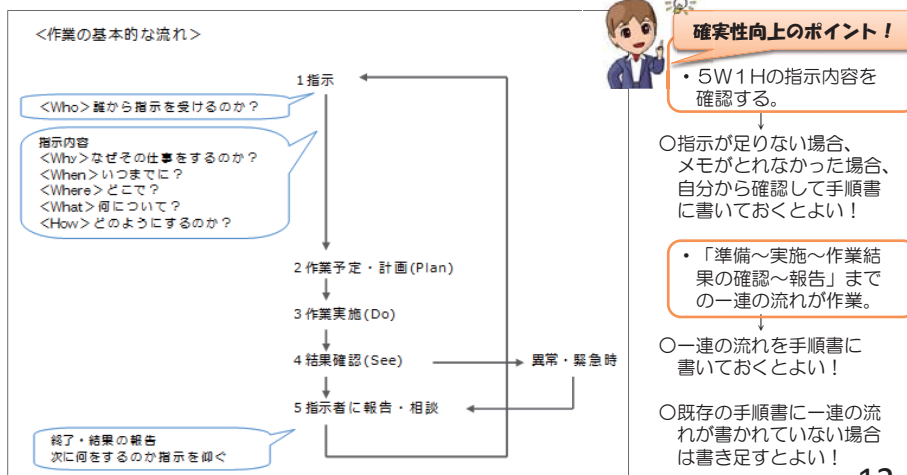 <作業の基本的な流れ>
1指示
<Who>誰から指示を受けるのか？
指示内容
<Why>なぜその仕事をするのか？
<When>いつまでに？
<Where>どこで？
<What>何について？
<How>どのようにするのか？
2作業予定・計画(Plan)
3作業実施(Do)
4結果確認(See)
異常・緊急時
5指示者に報告・相談
終了・結果の報告
次に何をするのか指示を仰ぐ
確実性向上のポイント！
・５Ｗ１Ｈの指示内容を
確認する。
↓
○指示が足りない場合、
メモがとれなかった場合、
自分から確認して手順書
に書いておくとよい！
・「準備～実施～作業結
果の確認～報告」まで
の一連の流れが作業。
↓
○一連の流れを手順書に
書いておくとよい！
○既存の手順書に一連の流
れが書かれていない場合
は書き足すとよい！